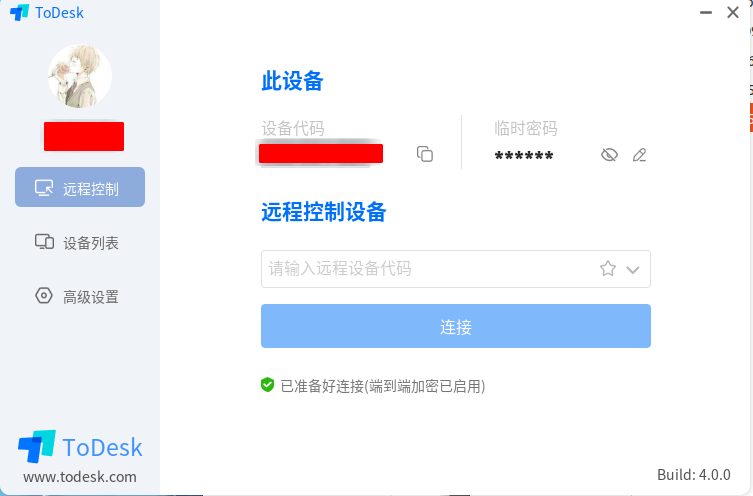 ToDesk
此设备
设备代码
临时密码
******
远程控制
远程控制设备
设备列表
请输入远程设备代码
高级设置
连接
已准备好连接(端到端加密已启用)
ToDesk
www.todesk.com
Build: 4.0.0